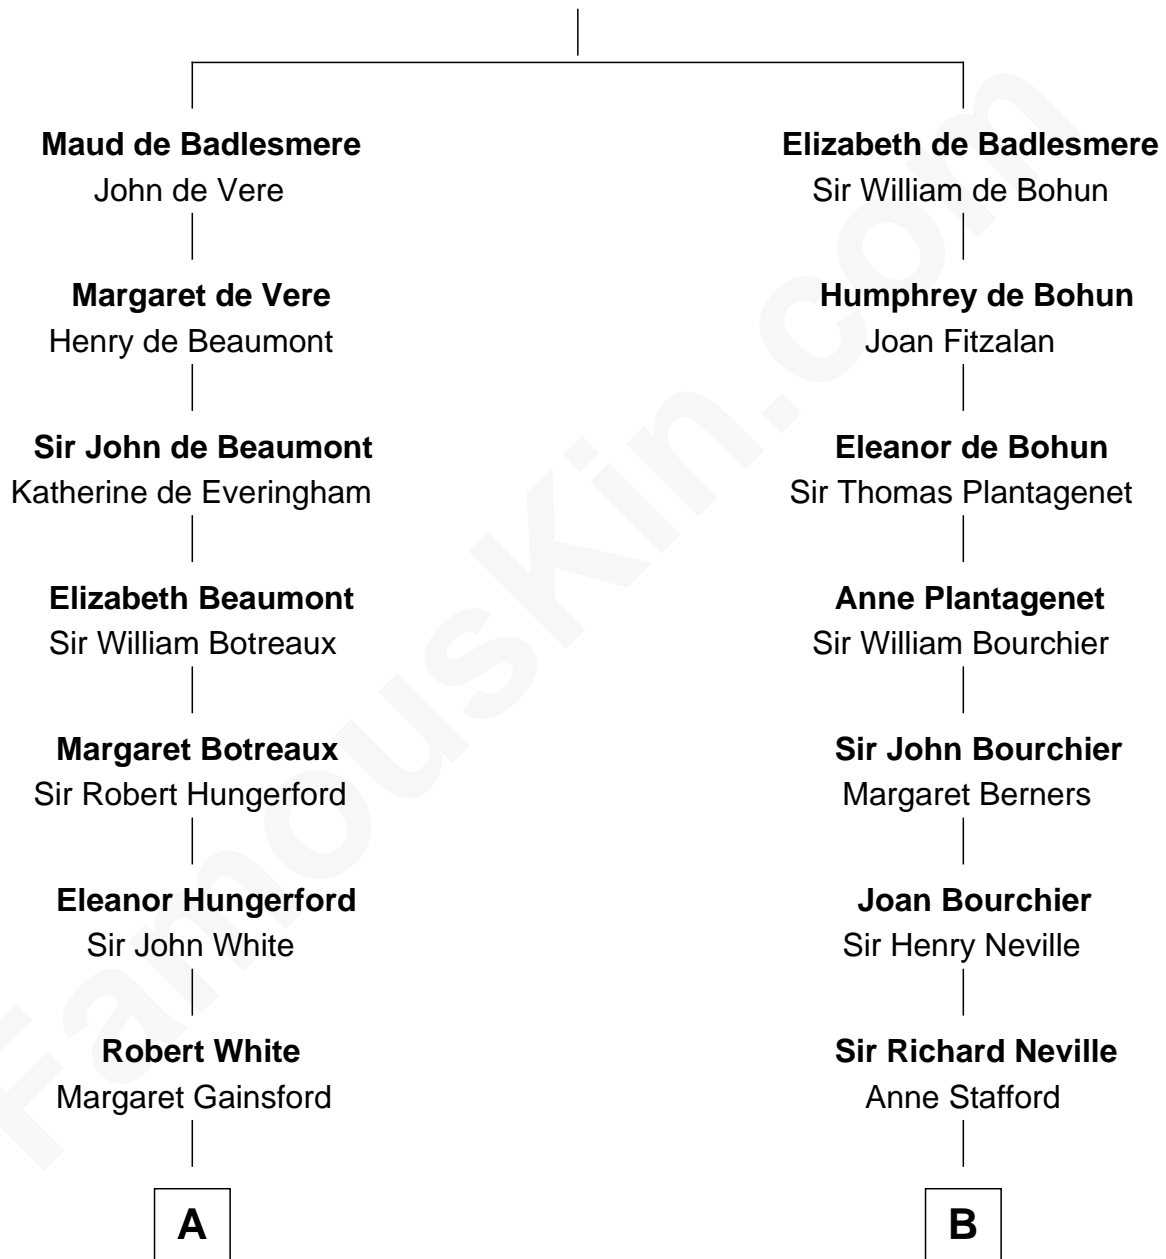 Maud de Badlesmere
John de Vere
Margaret de Vere
Henry de Beaumont
Sir John de Beaumont
Katherine de Everingham
Elizabeth Beaumont
Sir William Botreaux
Margaret Botreaux
Sir Robert Hungerford
Eleanor Hungerford
Sir John White
Robert White
Margaret Gainsford
A
Elizabeth de Badlesmere
Sir William de Bohun
Humphrey de Bohun
Joan Fitzalan
Eleanor de Bohun
Sir Thomas Plantagenet
Anne Plantagenet
Sir William Bourchier
Sir John Bourchier
Margaret Berners
Joan Bourchier
Sir Henry Neville
Sir Richard Neville
Anne Stafford
B
FamousKin.com